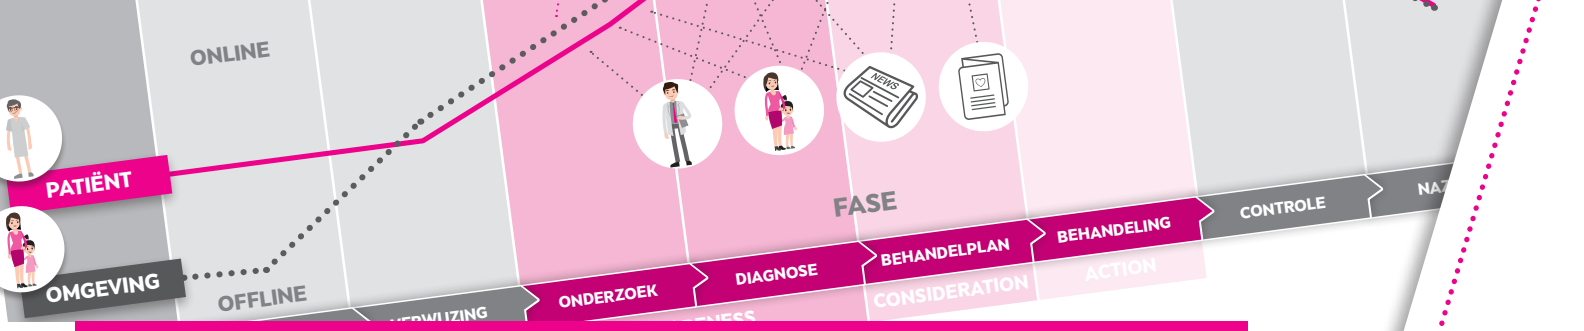 ONLINE
NEWS
PATIËNT
FASE
OMGEVING
OFFLINE
ONDERZOEK
DIAGNOSE
BEHANDELPLAN
BEHANDELING
CONTROLE
CONSIDERATION
ACTION